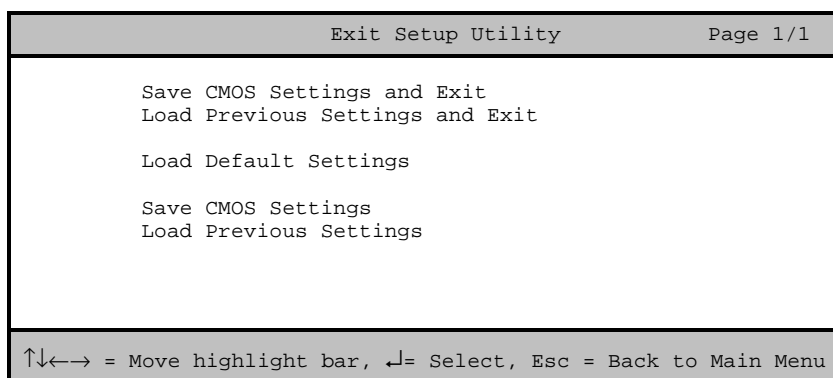 Exit Setup Utility Page 1/1
Save CMOS Settings and Exit
Load Previous Settings and Exit
Load Default Settings
Save CMOS Settings
Load Previous Settings
↑↓←→ = Move highlight bar, ↵= Select, Esc = Back to Main Menu